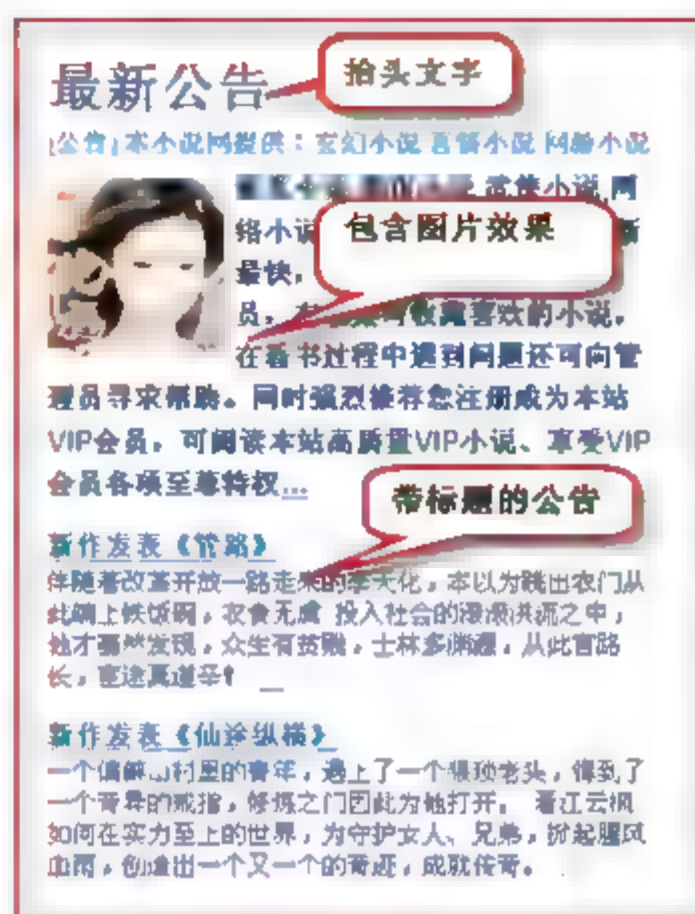 最新公告
抬头文字
[公告]本小说网提供：玄幻小说 言情小说 网络小说
武侠小说 网
络小说
包含图片效果
新
最快，
员，
收藏喜欢的小说，
在看书过程中遇到问题还可向管
理员寻求帮助。同时强烈推荐您注册成为本站
VIP会员，可阅读本站高质量VIP小说、享受VIP
会员各项至尊特权...
带标题的公告
新作发表《官路》
伴随着改革开放一路走来的李天化，本以为跳出农门从
此端上铁饭碗，衣食无虞 投入社会的滚滚洪流之中，
他才骤然发现，众生有贫贱，士林多 ，从此官路
长，宦途真道辛！
新作发表《仙途纵横》
一个偏僻山村里的青年，遇上了一个猥琐老头，得到了
一个奇异的戒指，修炼之门因此为他打开。 看江云枫
如何在实力至上的世界，为守护女人、兄弟，掀起腥风
血雨，创造出一个又一个的奇迹，成就传奇。